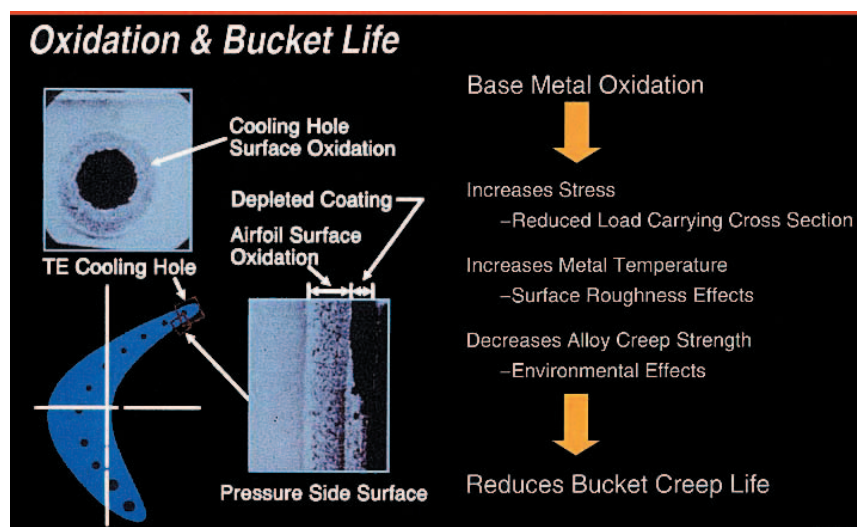 Oxidation & Bucket Life
Cooling Hole
Surface Oxidation
Depleted Coating
Airfoil Surface
Oxidation
TE Cooling Hole
Pressure Side Surface
Base Metal Oxidation
Increases Stress
–Reduced Load Carrying Cross Section
Increases Metal Temperature
–Surface Roughness Effects
Decreases Alloy Creep Strength
–Environmental Effects
Reduces Bucket Creep Life